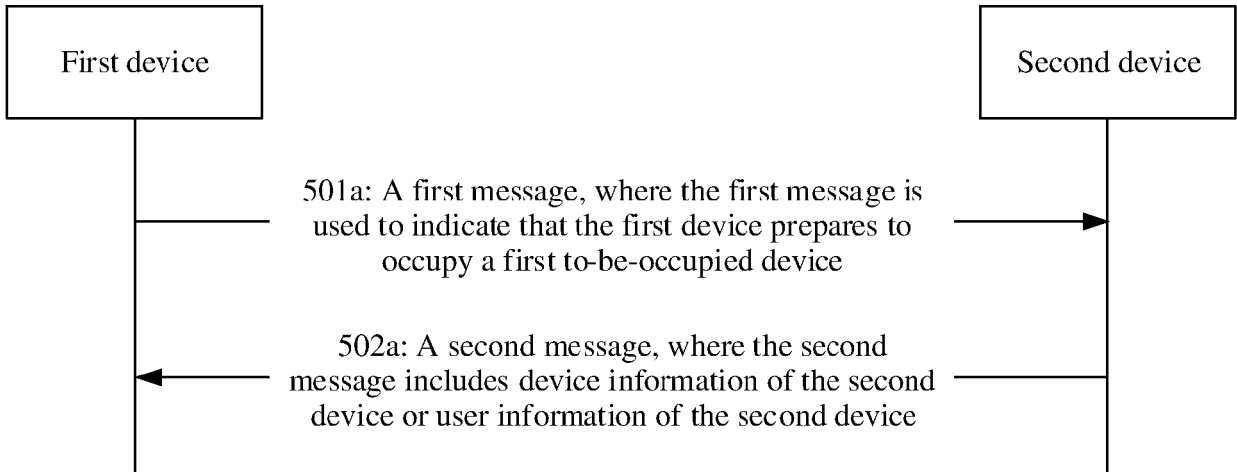 First device
Second device
501a: A first message, where the first message is
used to indicate that the first device prepares to
occupy a first to-be-occupied device
502a: A second message, where the second
message includes device information of the second
device or user information of the second device